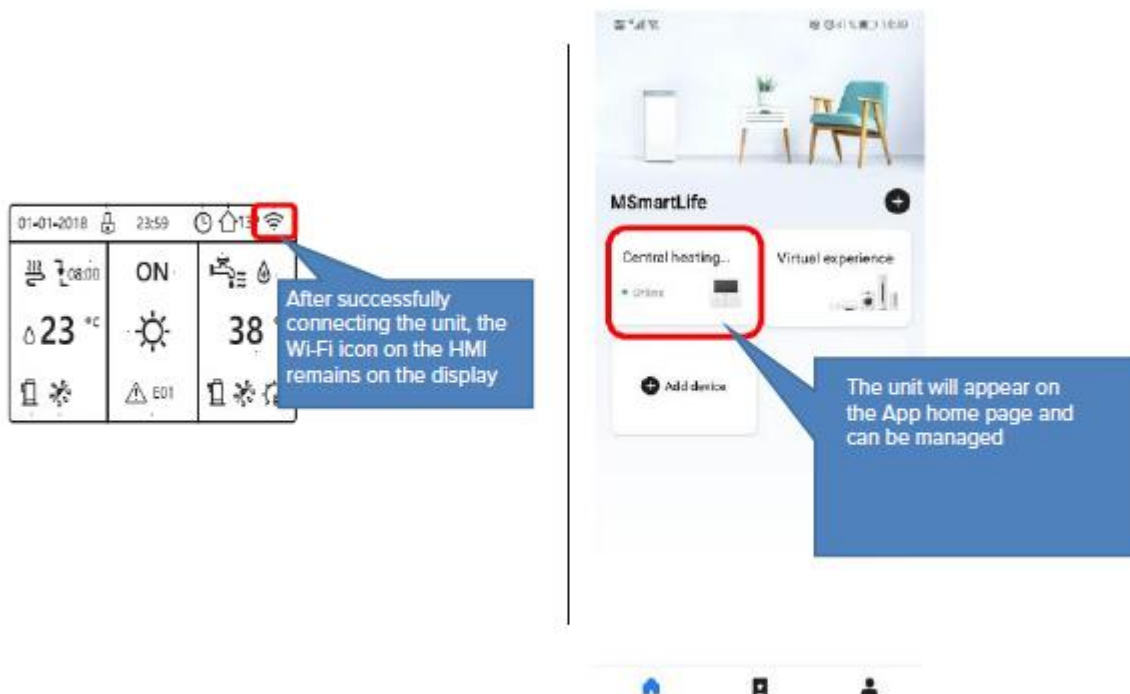 01-01-2018 23:59 13°
08:00 ON
23 °C
38 °
E01
After successfully
connecting the unit, the
Wi-Fi icon on the HMI
remains on the display
MSmartLife
Central heating...
Virtual experience
Add device
The unit will appear on
the App home page and
can be managed